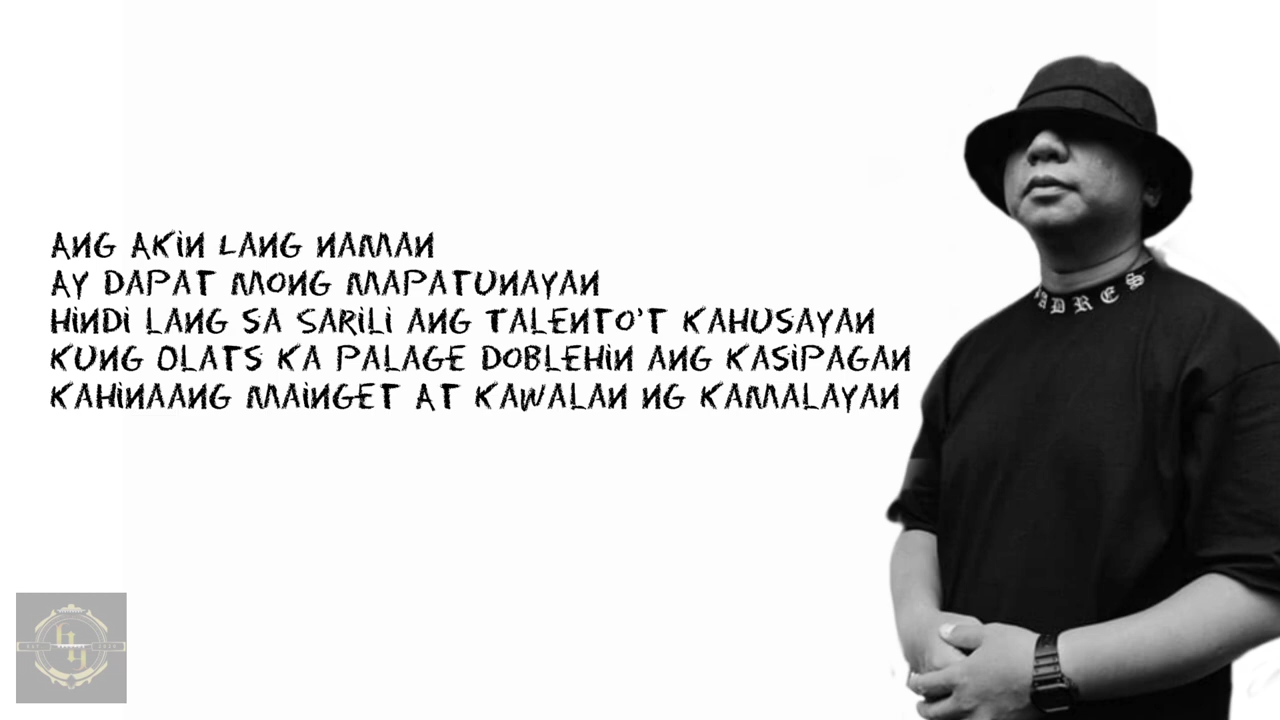 ANG AKIN LANG NAMAN
AY DAPAT MONG MAPATUNAYAN
HINDI LANG SA SARILI ANG TALENTO'T KAHUSAYAN
KUNG OLATS KA PALAGE DOBLEHIN ANG KASIPAGAN
KAHINAANG MAINGET AT KAWALAN NG KAMALAYAN
ADRES